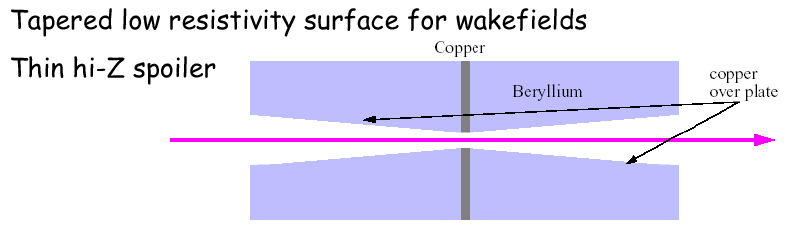 Tapered low resistivity surface for wakefields
Thin hi-Z spoiler
Copper
Beryllium
copper
over plate